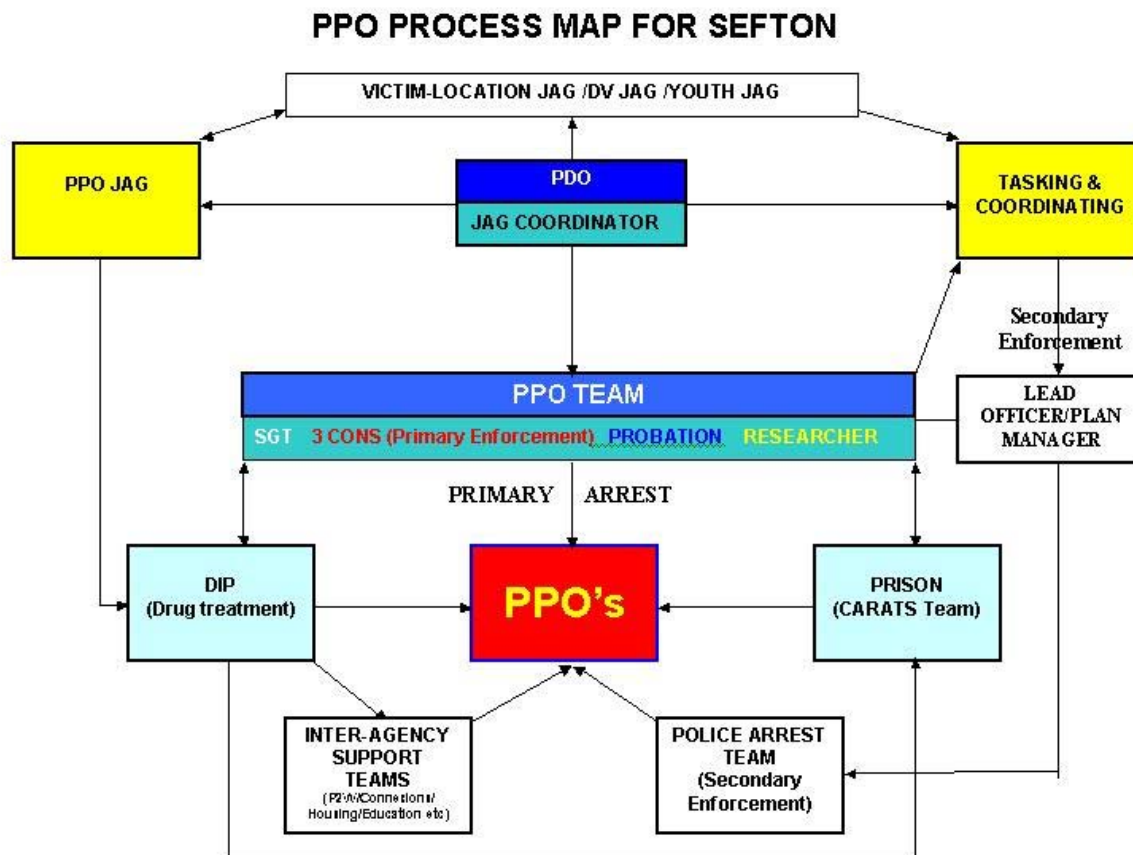 PPO PROCESS MAP FOR SEFTON
VICTIM-LOCATION JAG /DV JAG /YOUTH JAG
PPO JAG
PDO
JAG COORDINATOR
TASKING &
COORDINATING
Secondary
Enforcement
PPO TEAM
SGT 3 CONS (Primary Enforcement) PROBATION RESEARCHER
LEAD
OFFICER/PLAN
MANAGER
PRIMARY ARREST
DIP
(Drug treatment)
PPO's
PRISON
(CARATS Team)
INTER-AGENCY
SUPPORT
TEAMS
(P2W/Connexions/
Housing/Education etc)
POLICE ARREST
TEAM
(Secondary
Enforcement)